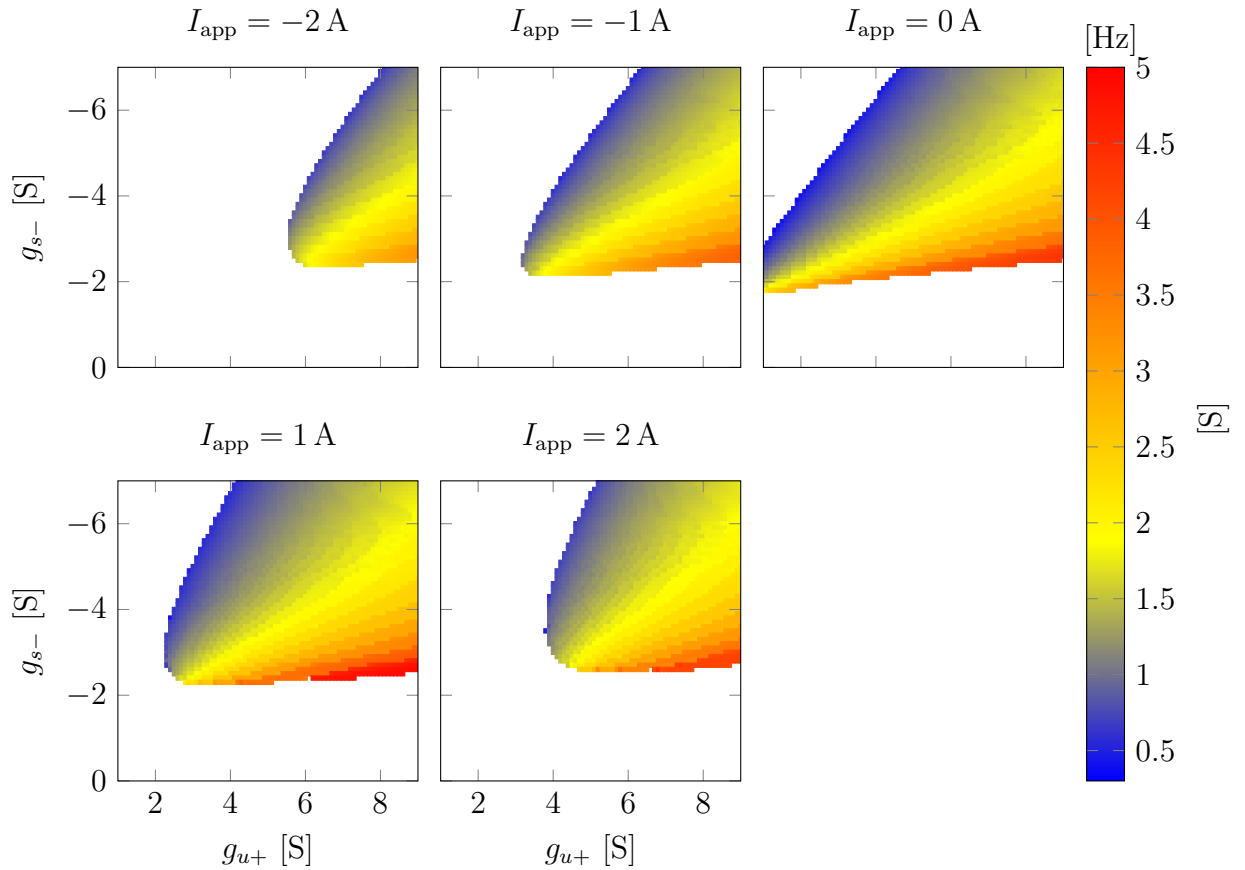 I_app = −2 A
I_app = −1 A
I_app = 0 A
[Hz]
−6
−4
−2
0
g_s− [S]
5
4.5
4
3.5
3
2.5
2
1.5
1
0.5
[S]
I_app = 1 A
I_app = 2 A
−6
−4
−2
0
g_s− [S]
2 4 6 8
2 4 6 8
g_u+ [S]
g_u+ [S]